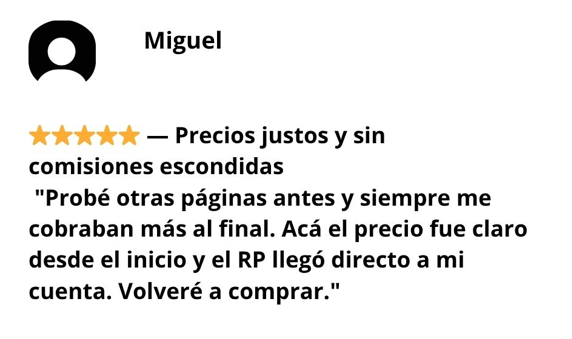 Miguel
⭐⭐⭐⭐⭐ — Precios justos y sin
comisiones escondidas
"Probé otras páginas antes y siempre me
cobraban más al final. Acá el precio fue claro
desde el inicio y el RP llegó directo a mi
cuenta. Volveré a comprar."